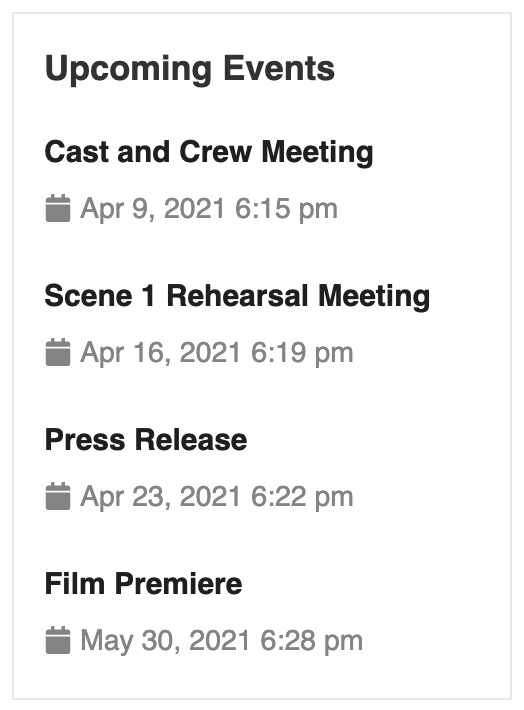 Upcoming Events
Cast and Crew Meeting
Apr 9, 2021 6:15 pm
Scene 1 Rehearsal Meeting
Apr 16, 2021 6:19 pm
Press Release
Apr 23, 2021 6:22 pm
Film Premiere
May 30, 2021 6:28 pm